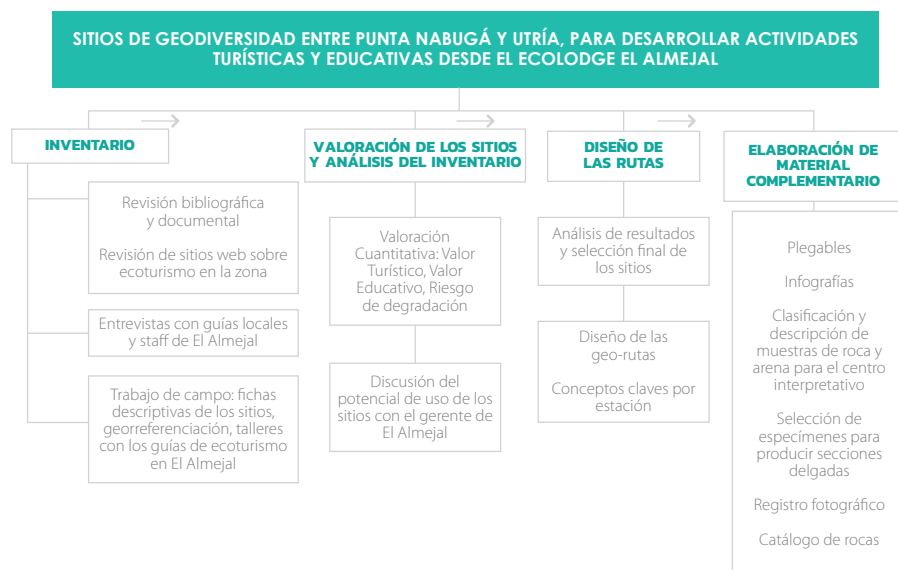 SITIOS DE GEODIVERSIDAD ENTRE PUNTA NABUGÁ Y UTRÍA, PARA DESARROLLAR ACTIVIDADES
TURÍSTICAS Y EDUCATIVAS DESDE EL ECOLODGE EL ALMEJAL
INVENTARIO
Revisión bibliográfica
y documental
Revisión de sitios web sobre
ecoturismo en la zona
Entrevistas con guías locales
y staff de El Almejal
Trabajo de campo: fichas
descriptivas de los sitios,
georreferenciación, talleres
con los guías de ecoturismo
en El Almejal
VALORACIÓN DE LOS SITIOS
Y ANÁLISIS DEL INVENTARIO
Valoración
Cuantitativa: Valor
Turístico, Valor
Educativo, Riesgo
de degradación
Discusión del
potencial de uso de los
sitios con el gerente de
El Almejal
DISEÑO DE
LAS RUTAS
Análisis de resultados
y selección final de
los sitios
Diseño de las
geo-rutas
Conceptos claves por
estación
ELABORACIÓN DE
MATERIAL
COMPLEMENTARIO
Plegables
Infografías
Clasificación y
descripción de
muestras de roca y
arena para el centro
interpretativo
Selección de
especímenes para
producir secciones
delgadas
Registro fotográfico
Catálogo de rocas